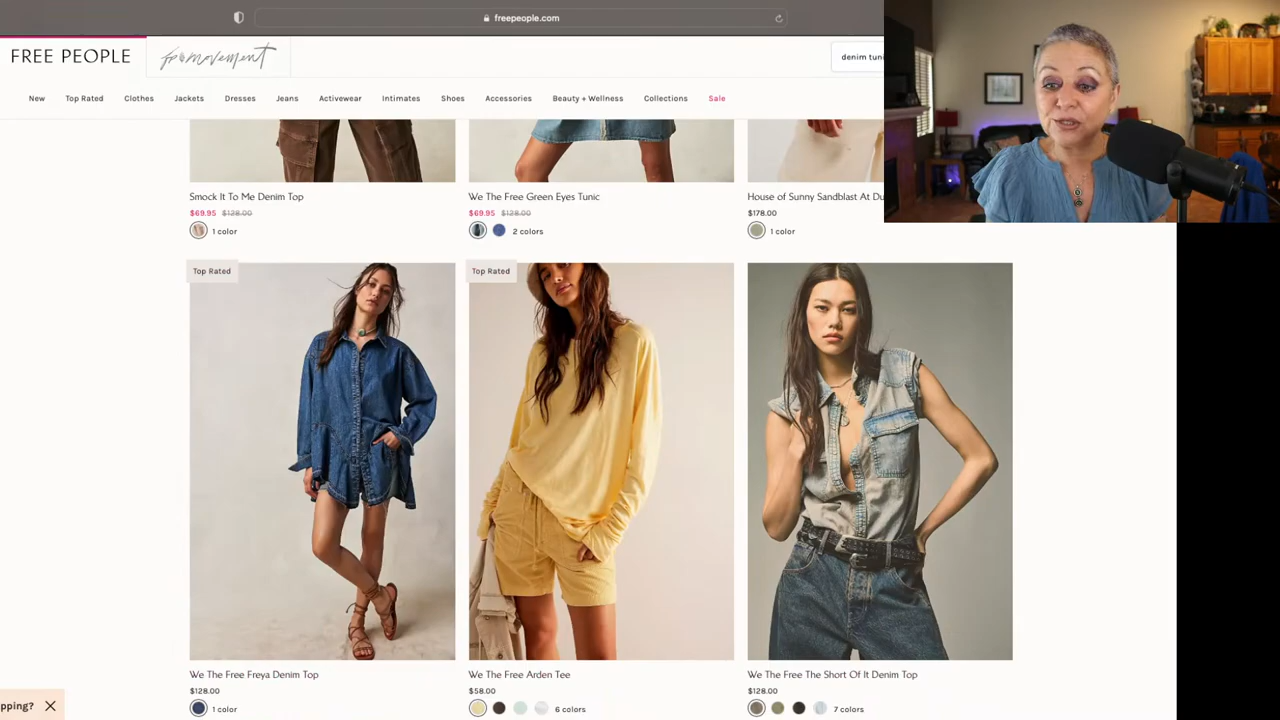 freepeople.com
FREE PEOPLE
fp movement
denim tuni
New Top Rated Clothes Jackets Dresses Jeans Activewear Intimates Shoes Accessories Beauty + Wellness Collections Sale
Smock It To Me Denim Top
$69.95 $128.00
1 color
We The Free Green Eyes Tunic
$69.95 $128.00
2 colors
House of Sunny Sandblast At Du
$178.00
1 color
Top Rated
We The Free Freya Denim Top
$128.00
1 color
Top Rated
We The Free Arden Tee
$58.00
6 colors
We The Free The Short Of It Denim Top
$128.00
7 colors
pping?